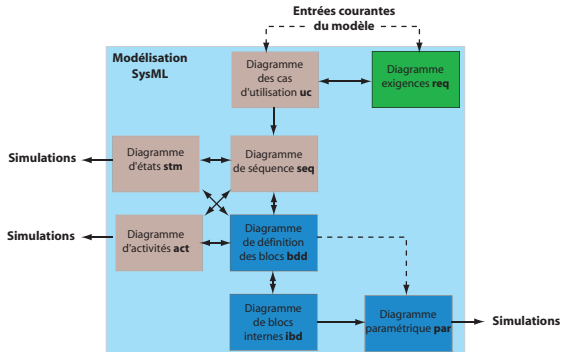 Entrées courantes
du modèle
Modélisation
SysML
Diagramme
des cas
d'utilisation uc
Diagramme
exigences req
Simulations
Diagramme
d'états stm
Diagramme
de séquence seq
Simulations
Diagramme
d'activités act
Diagramme
de définition
des blocs bdd
Diagramme
de blocs
internes ibd
Diagramme
paramétrique par
Simulations